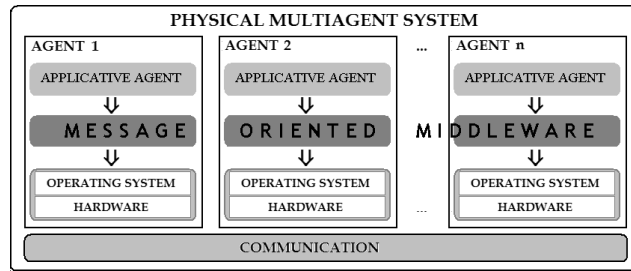 PHYSICAL MULTIAGENT SYSTEM
AGENT 1 AGENT 2 ... AGENT n
APPLICATIVE AGENT APPLICATIVE AGENT APPLICATIVE AGENT
MESSAGE ORIENTED MIDDLEWARE
OPERATING SYSTEM OPERATING SYSTEM OPERATING SYSTEM
HARDWARE HARDWARE ... HARDWARE
COMMUNICATION